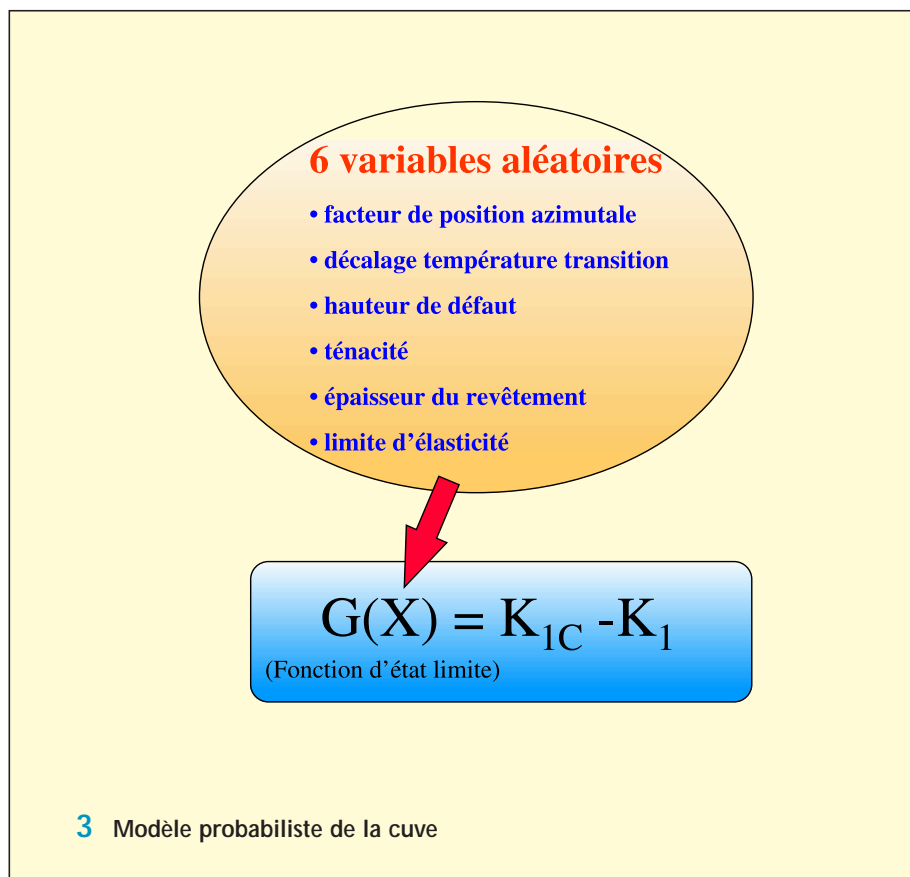 6 variables aléatoires
• facteur de position azimutale
• décalage température transition
• hauteur de défaut
• ténacité
• épaisseur du revêtement
• limite d’élasticité
G(X) = K1C -K1
(Fonction d’état limite)
3 Modèle probabiliste de la cuve